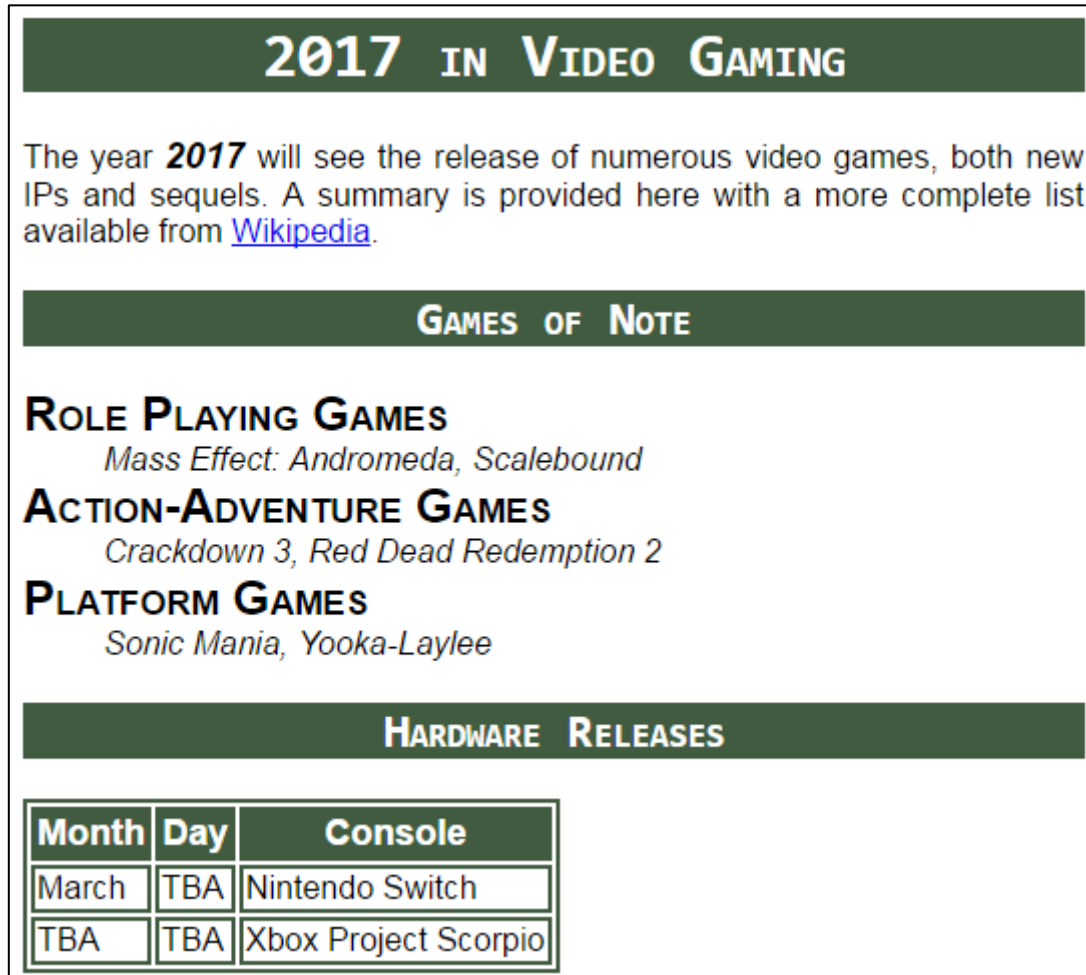 2017 in Video Gaming
The year 2017 will see the release of numerous video games, both new
IPs and sequels. A summary is provided here with a more complete list
available from Wikipedia.
Games of Note
Role Playing Games
Mass Effect: Andromeda, Scalebound
Action-Adventure Games
Crackdown 3, Red Dead Redemption 2
Platform Games
Sonic Mania, Yooka-Laylee
Hardware Releases
Month Day Console
March TBA Nintendo Switch
TBA TBA Xbox Project Scorpio